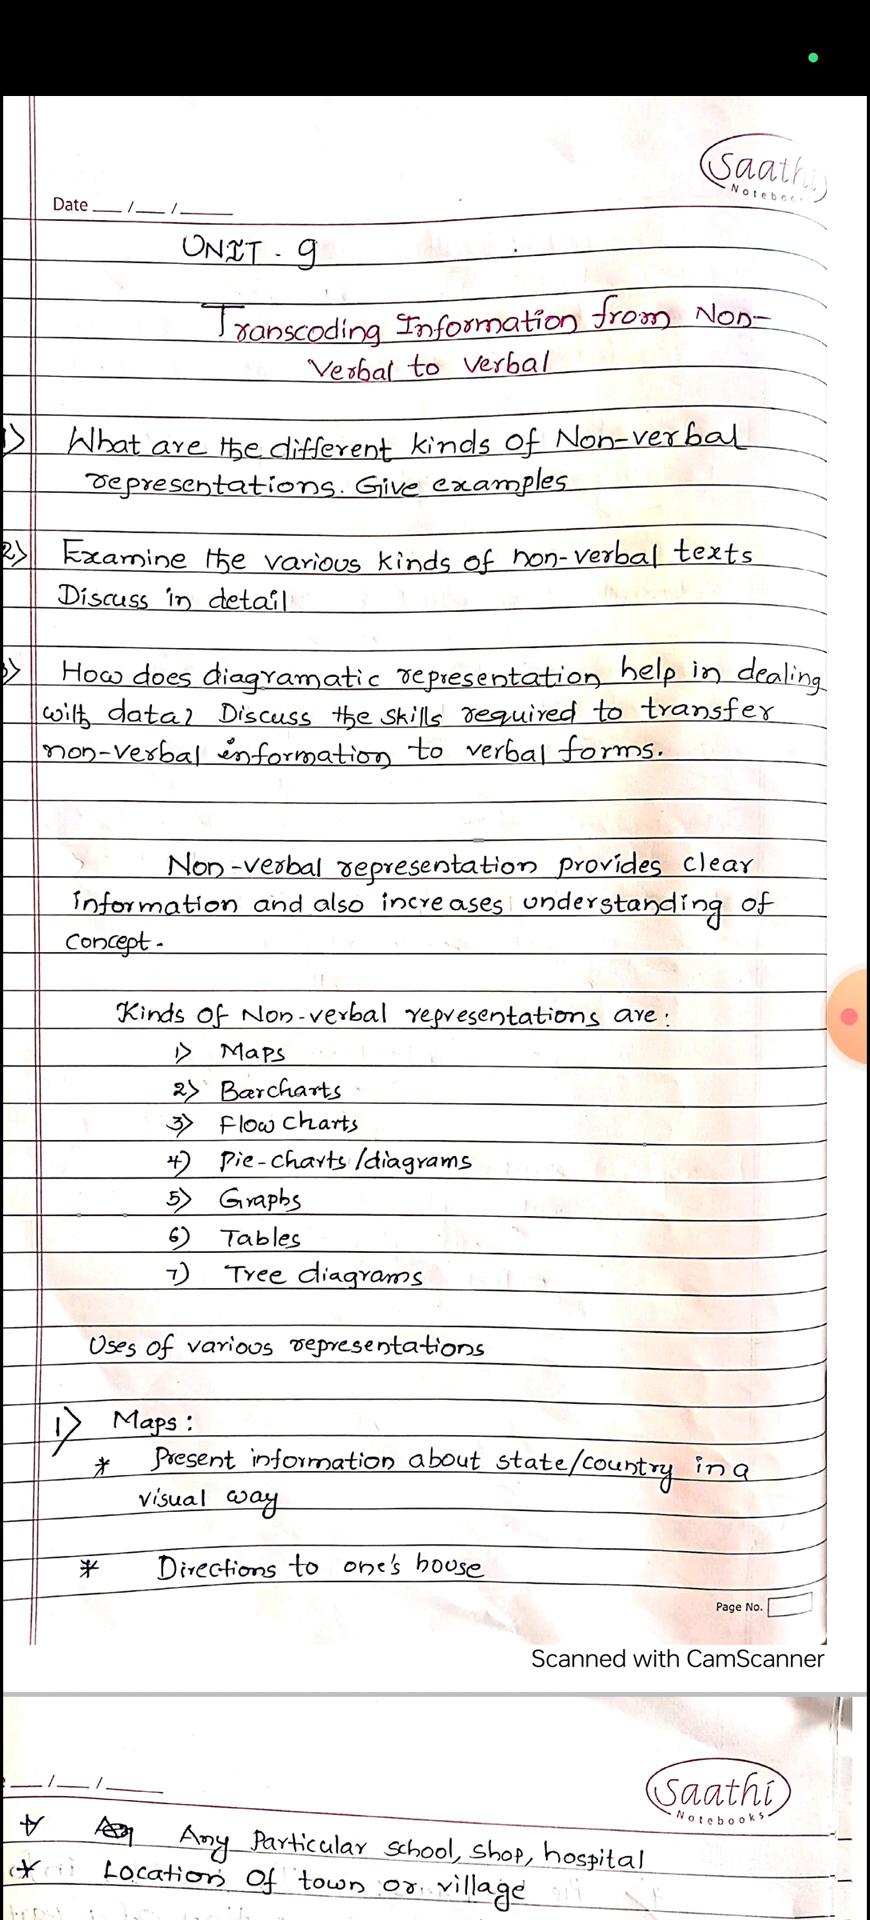 Saathi
Notebooks
Date __/__/____
UNIT - 9
Transcoding Information from Non-
Verbal to Verbal
1) What are the different kinds of Non-verbal
representations. Give examples
2) Examine the various kinds of non-verbal texts
Discuss in detail
3) How does diagramatic representation help in dealing
with data? Discuss the skills required to transfer
non-verbal information to verbal forms.
Non-verbal representation provides clear
information and also increases understanding of
concept.
Kinds of Non-verbal representations are:
1) Maps
2) Barcharts
3) Flow charts
4) Pie-charts/diagrams
5) Graphs
6) Tables
7) Tree diagrams
Uses of various representations
1) Maps:
* Present information about state/country in a
visual way
* Directions to one's house
Page No.
Scanned with CamScanner
__/__/____
Saathi
Notebooks
* Any Particular school, shop, hospital
* Location of town or village